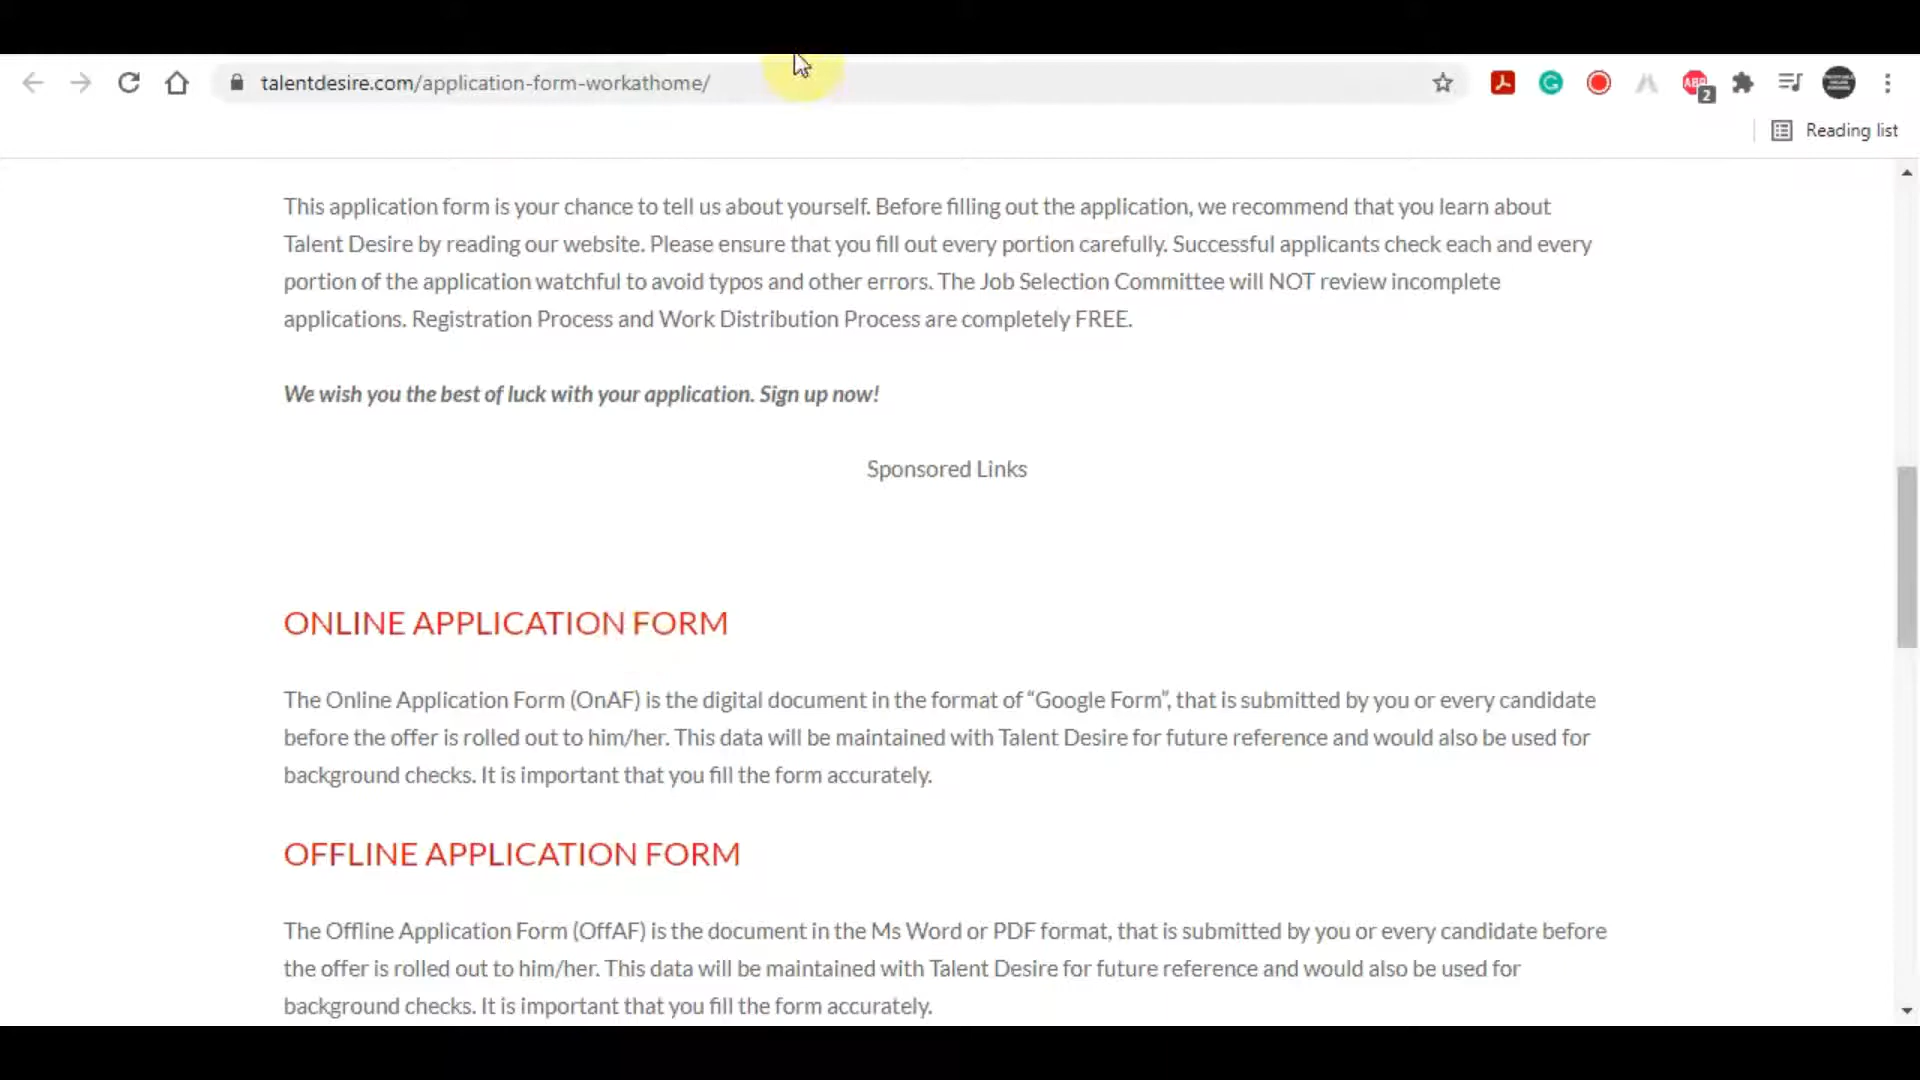 talentdesire.com/application-form-workathome/
ABP
2
Reading list
This application form is your chance to tell us about yourself. Before filling out the application, we recommend that you learn about
Talent Desire by reading our website. Please ensure that you fill out every portion carefully. Successful applicants check each and every
portion of the application watchful to avoid typos and other errors. The Job Selection Committee will NOT review incomplete
applications. Registration Process and Work Distribution Process are completely FREE.
We wish you the best of luck with your application. Sign up now!
Sponsored Links
ONLINE APPLICATION FORM
The Online Application Form (OnAF) is the digital document in the format of “Google Form”, that is submitted by you or every candidate
before the offer is rolled out to him/her. This data will be maintained with Talent Desire for future reference and would also be used for
background checks. It is important that you fill the form accurately.
OFFLINE APPLICATION FORM
The Offline Application Form (OffAF) is the document in the Ms Word or PDF format, that is submitted by you or every candidate before
the offer is rolled out to him/her. This data will be maintained with Talent Desire for future reference and would also be used for
background checks. It is important that you fill the form accurately.